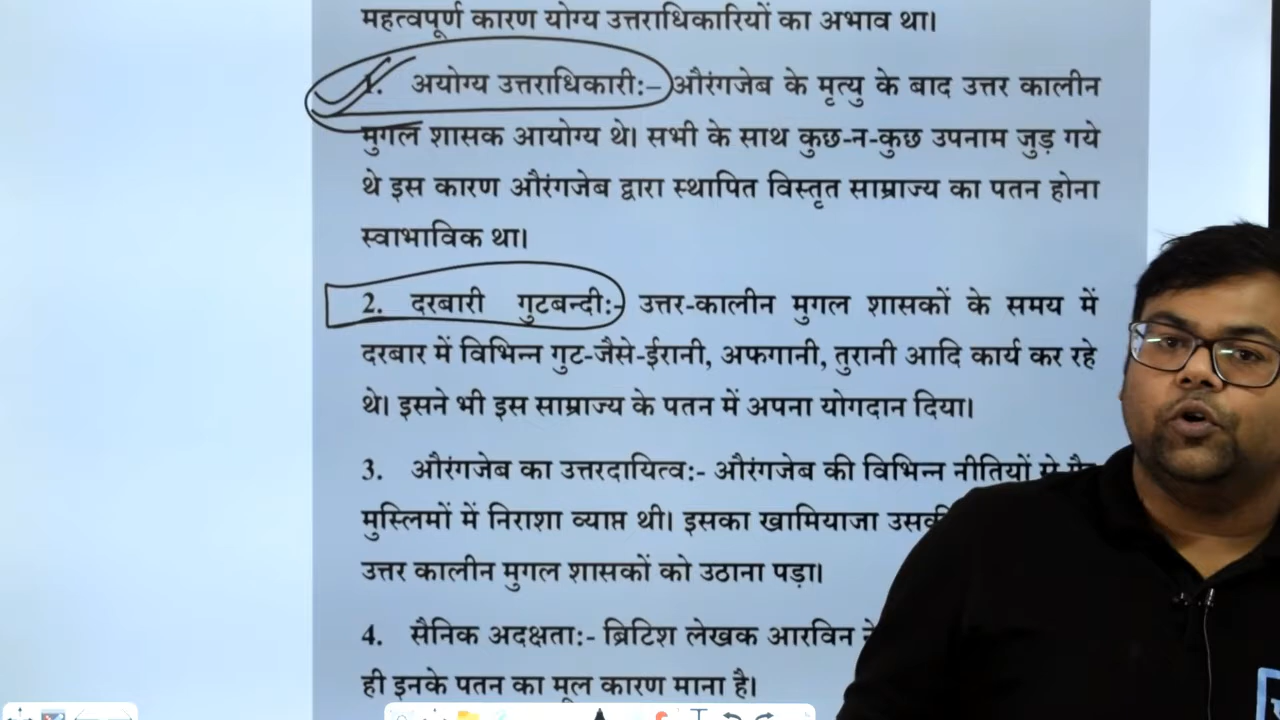 महत्वपूर्ण कारण योग्य उत्तराधिकारियों का अभाव था।
1. अयोग्य उत्तराधिकारी:– औरंगजेब के मृत्यु के बाद उत्तर कालीन
मुगल शासक आयोग्य थे। सभी के साथ कुछ-न-कुछ उपनाम जुड़ गये
थे इस कारण औरंगजेब द्वारा स्थापित विस्तृत साम्राज्य का पतन होना
स्वाभाविक था।
2. दरबारी गुटबन्दी:- उत्तर-कालीन मुगल शासकों के समय में
दरबार में विभिन्न गुट-जैसे-ईरानी, अफगानी, तुरानी आदि कार्य कर रहे
थे। इसने भी इस साम्राज्य के पतन में अपना योगदान दिया।
3. औरंगजेब का उत्तरदायित्व:- औरंगजेब की विभिन्न नीतियों से
मुस्लिमों में निराशा व्याप्त थी। इसका खामियाजा
उत्तर कालीन मुगल शासकों को उठाना पड़ा।
4. सैनिक अदक्षता:- ब्रिटिश लेखक आरविन
ही इनके पतन का मूल कारण माना है।